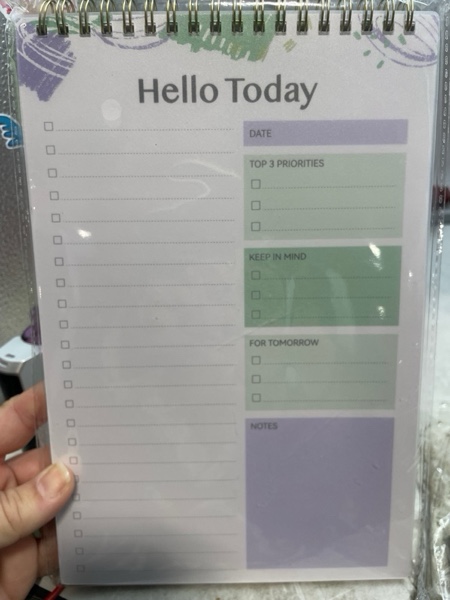 Hello Today
DATE
TOP 3 PRIORITIES
KEEP IN MIND
FOR TOMORROW
NOTES